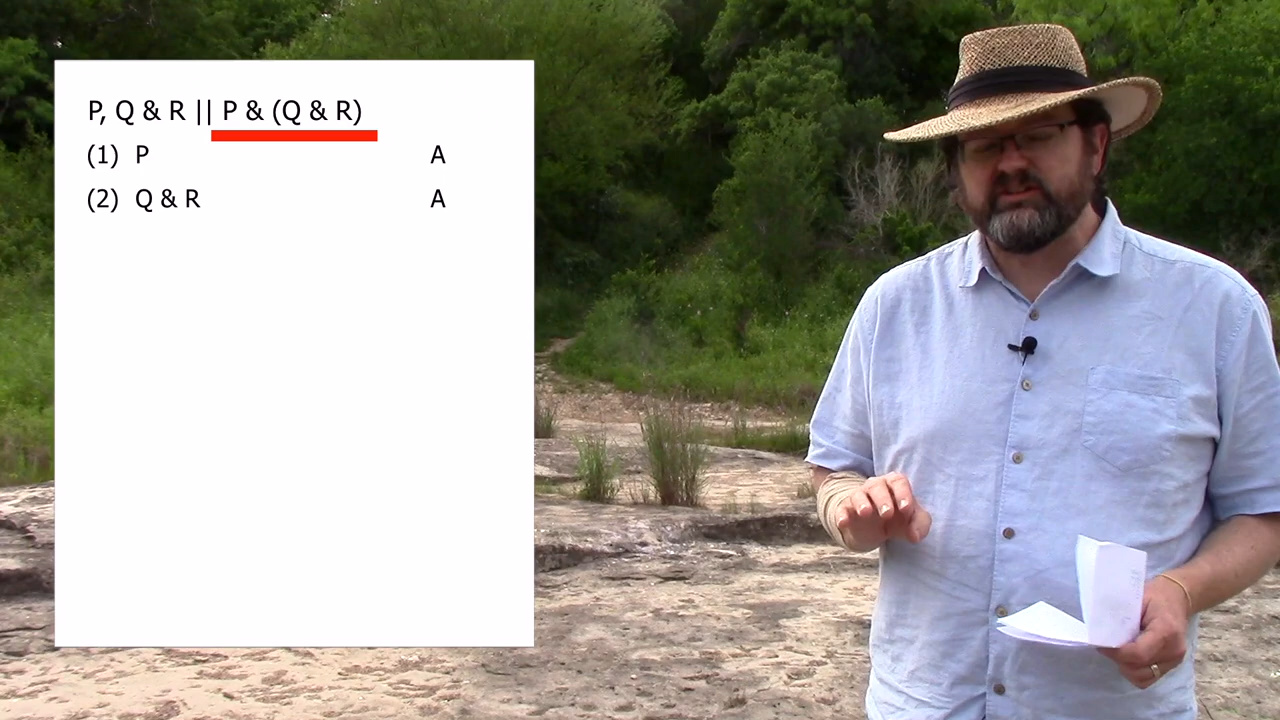 P, Q & R || P & (Q & R)
(1) P A
(2) Q & R A